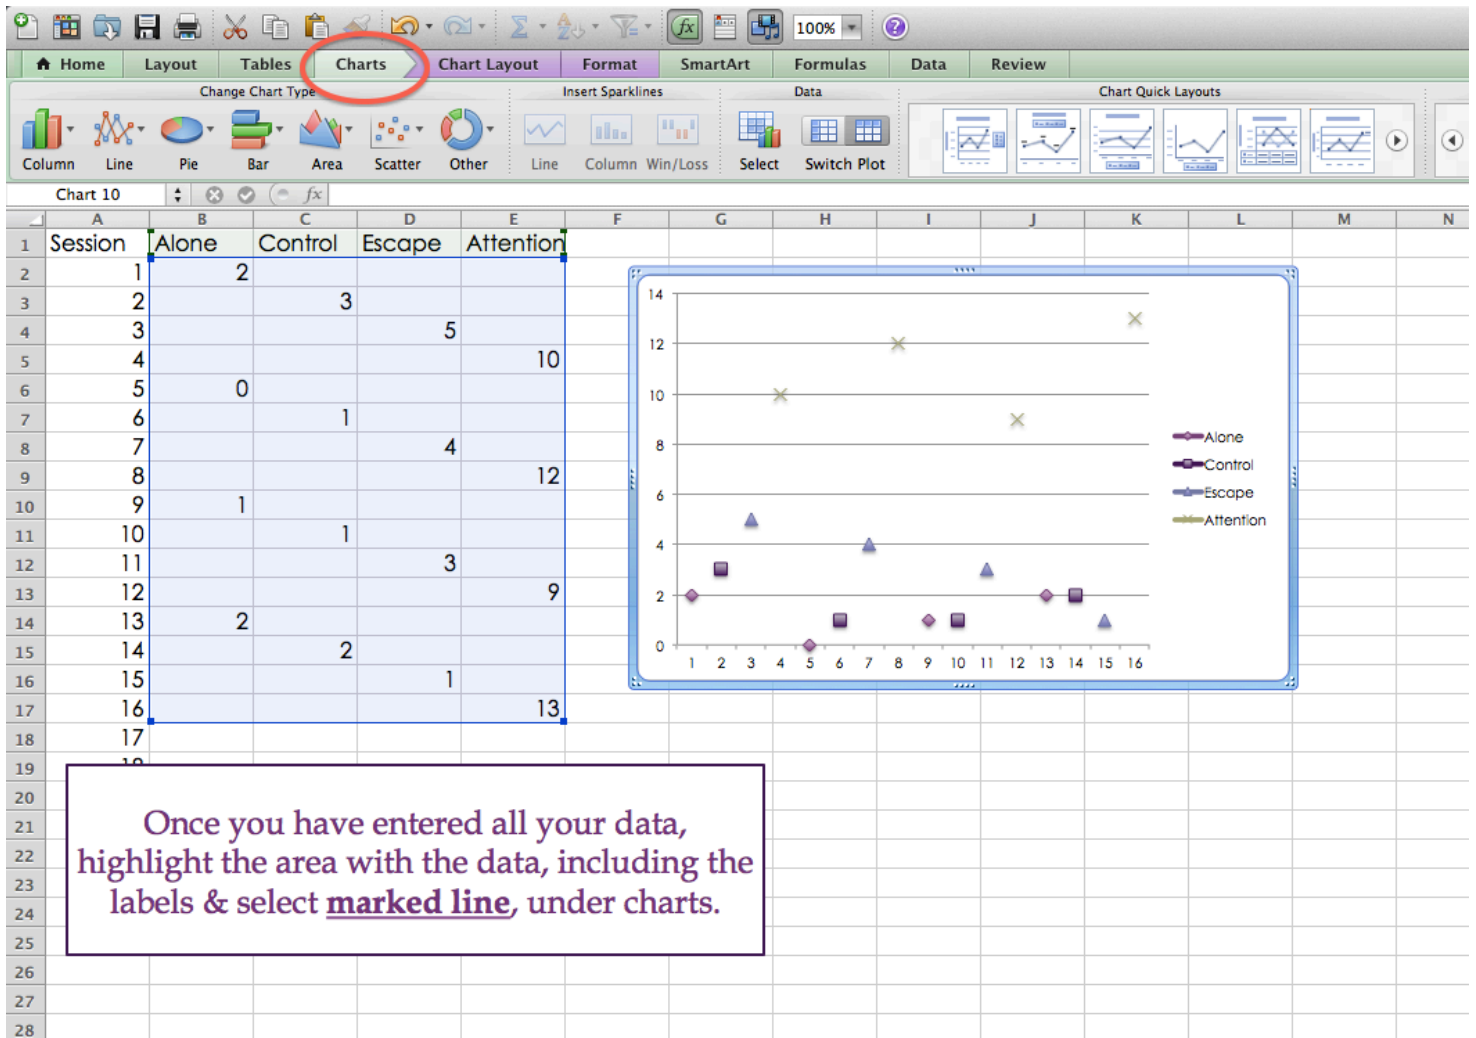 100%
Home Layout Tables Charts Chart Layout Format SmartArt Formulas Data Review
Change Chart Type Insert Sparklines Data Chart Quick Layouts
Column Line Pie Bar Area Scatter Other Line Column Win/Loss Select Switch Plot
Chart 10 fx
A B C D E F G H I J K L M N
1 Session Alone Control Escape Attention
2 1 2
3 2 3
4 3 5
5 4 10
6 5 0
7 6 1
8 7 4
9 8 12
10 9 1
11 10 1
12 11 3
13 12 9
14 13 2
15 14 2
16 15 1
17 16 13
18 17
19
20
21
22
23
24
25
26
27
28
14
12
10
8
6
4
2
0
1 2 3 4 5 6 7 8 9 10 11 12 13 14 15 16
Alone
Control
Escape
Attention
Once you have entered all your data,
highlight the area with the data, including the
labels & select marked line, under charts.